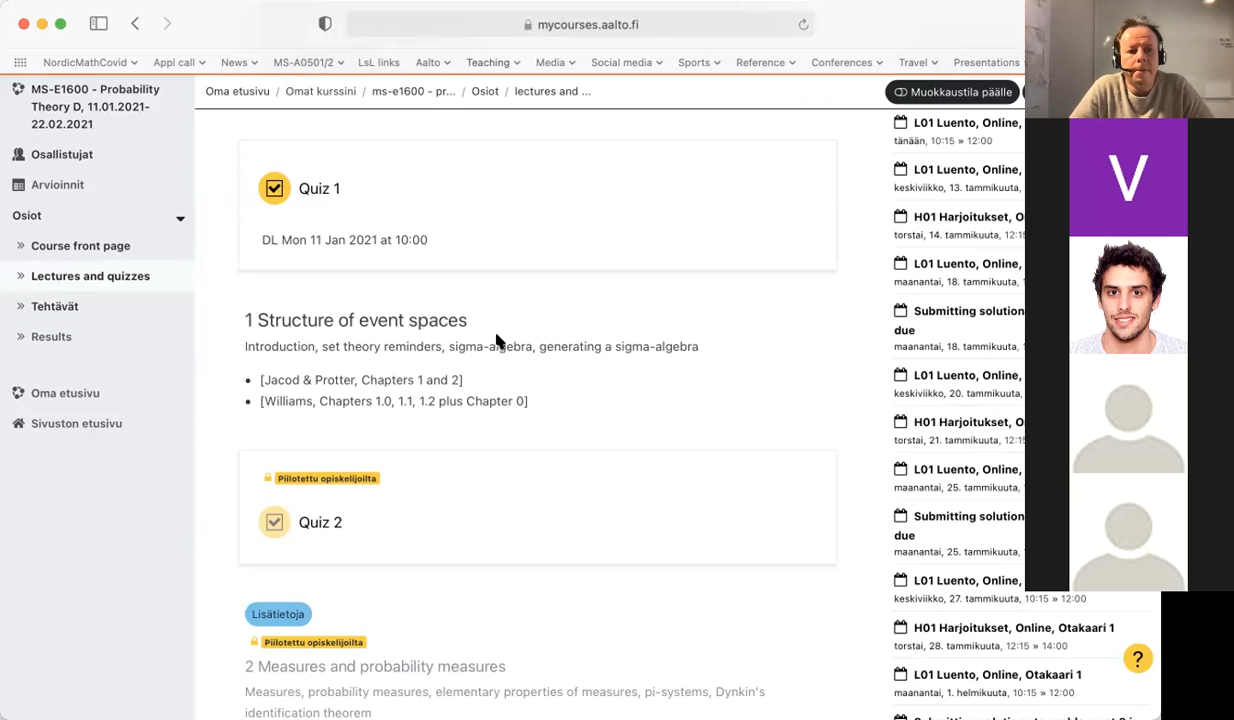 mycourses.aalto.fi
NordicMathCovid Appl call News MS-A0501/2 LsL links Aalto Teaching Media Social media Sports Reference Conferences Travel Presentations
MS-E1600 - Probability
Theory D, 11.01.2021-
22.02.2021
Osallistujat
Arvioinnit
Osiot
Course front page
Lectures and quizzes
Tehtävät
Results
Oma etusivu
Sivuston etusivu
Oma etusivu / Omat kurssini / ms-e1600 - pr... / Osiot / lectures and ...
Muokkaustila päälle
Quiz 1
DL Mon 11 Jan 2021 at 10:00
1 Structure of event spaces
Introduction, set theory reminders, sigma-algebra, generating a sigma-algebra
[Jacod & Protter, Chapters 1 and 2]
[Williams, Chapters 1.0, 1.1, 1.2 plus Chapter 0]
Piilotettu opiskelijoilta
Quiz 2
Lisätietoja
Piilotettu opiskelijoilta
2 Measures and probability measures
Measures, probability measures, elementary properties of measures, pi-systems, Dynkin's
identification theorem
L01 Luento, Online,
tänään, 10:15 » 12:00
L01 Luento, Online,
keskiviikko, 13. tammikuuta,
H01 Harjoitukset, O
torstai, 14. tammikuuta, 12:15
L01 Luento, Online,
maanantai, 18. tammikuuta,
Submitting solution
due
maanantai, 18. tammikuuta,
L01 Luento, Online,
keskiviikko, 20. tammikuuta,
H01 Harjoitukset, O
torstai, 21. tammikuuta, 12:15
L01 Luento, Online,
maanantai, 25. tammikuuta,
Submitting solution
due
maanantai, 25. tammikuuta,
L01 Luento, Online,
keskiviikko, 27. tammikuuta, 10:15 » 12:00
H01 Harjoitukset, Online, Otakaari 1
torstai, 28. tammikuuta, 12:15 » 14:00
L01 Luento, Online, Otakaari 1
maanantai, 1. helmikuuta, 10:15 » 12:00
V
?